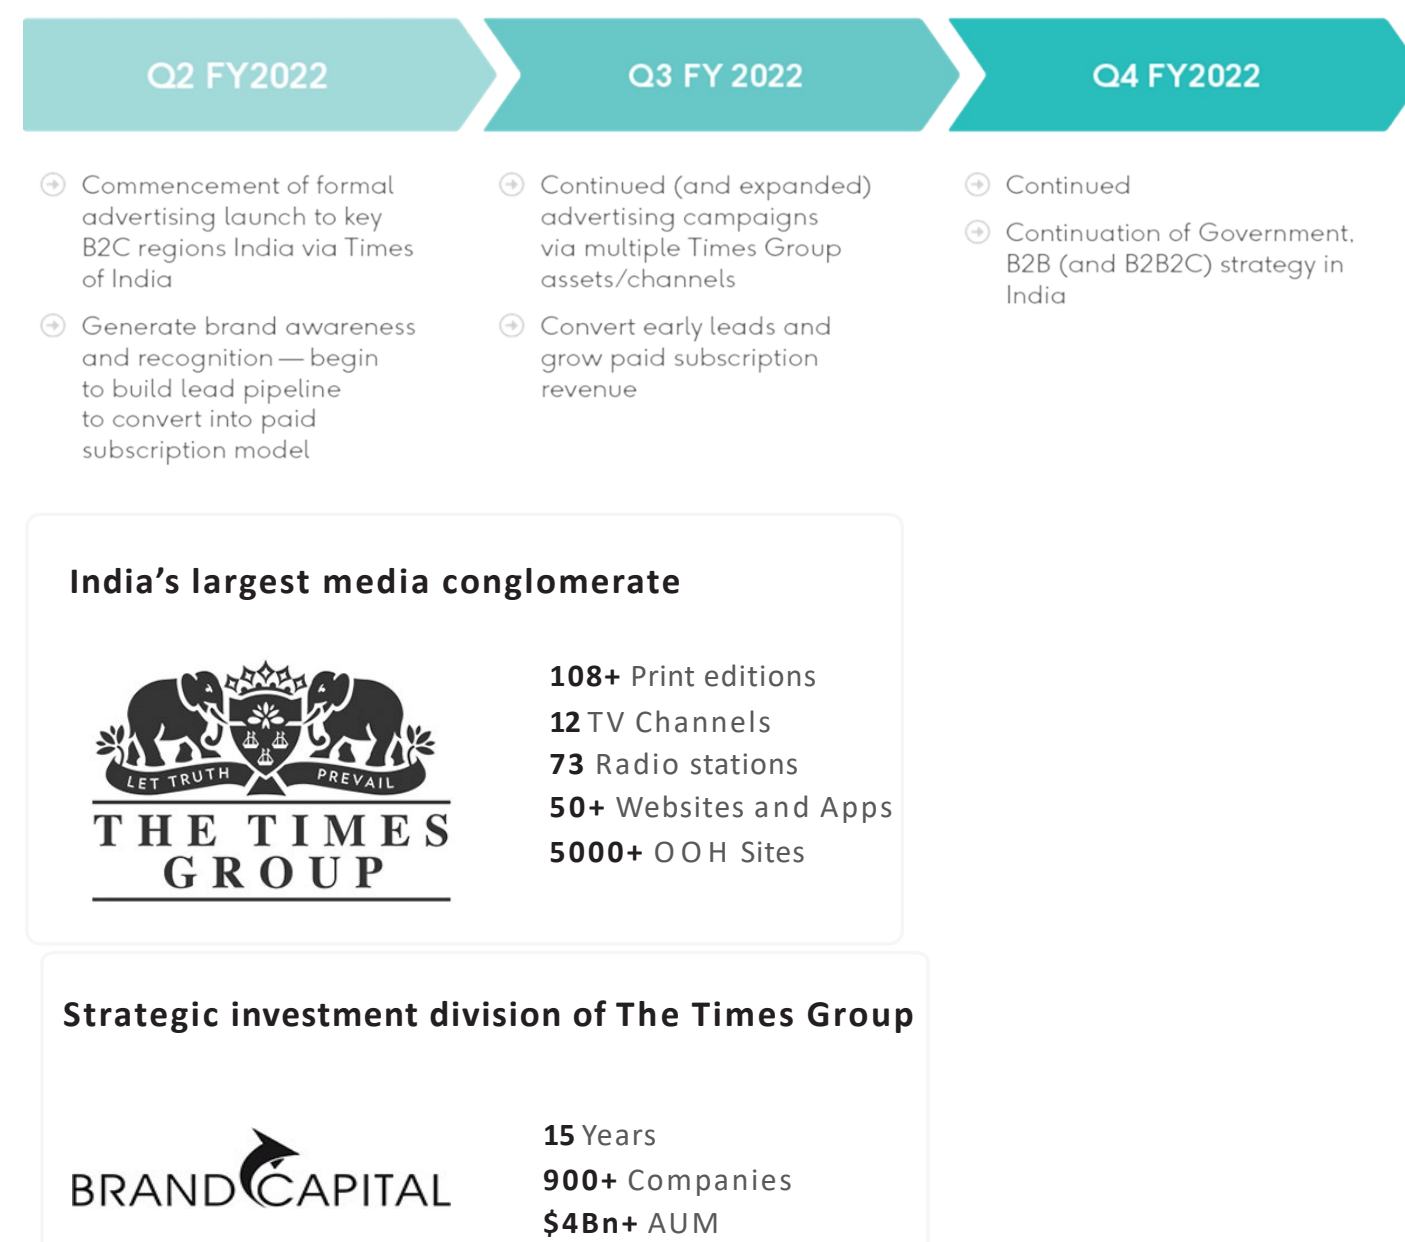 Q2 FY2022
Q3 FY 2022
Q4 FY2022
Commencement of formal
advertising launch to key
B2C regions India via Times
of India
Generate brand awareness
and recognition — begin
to build lead pipeline
to convert into paid
subscription model
Continued (and expanded)
advertising campaigns
via multiple Times Group
assets/channels
Convert early leads and
grow paid subscription
revenue
Continued
Continuation of Government,
B2B (and B2B2C) strategy in
India
India’s largest media conglomerate
LET TRUTH PREVAIL
THE TIMES
GROUP
108+ Print editions
12 TV Channels
73 Radio stations
50+ Websites and Apps
5000+ OOH Sites
Strategic investment division of The Times Group
BRAND CAPITAL
15 Years
900+ Companies
$4Bn+ AUM